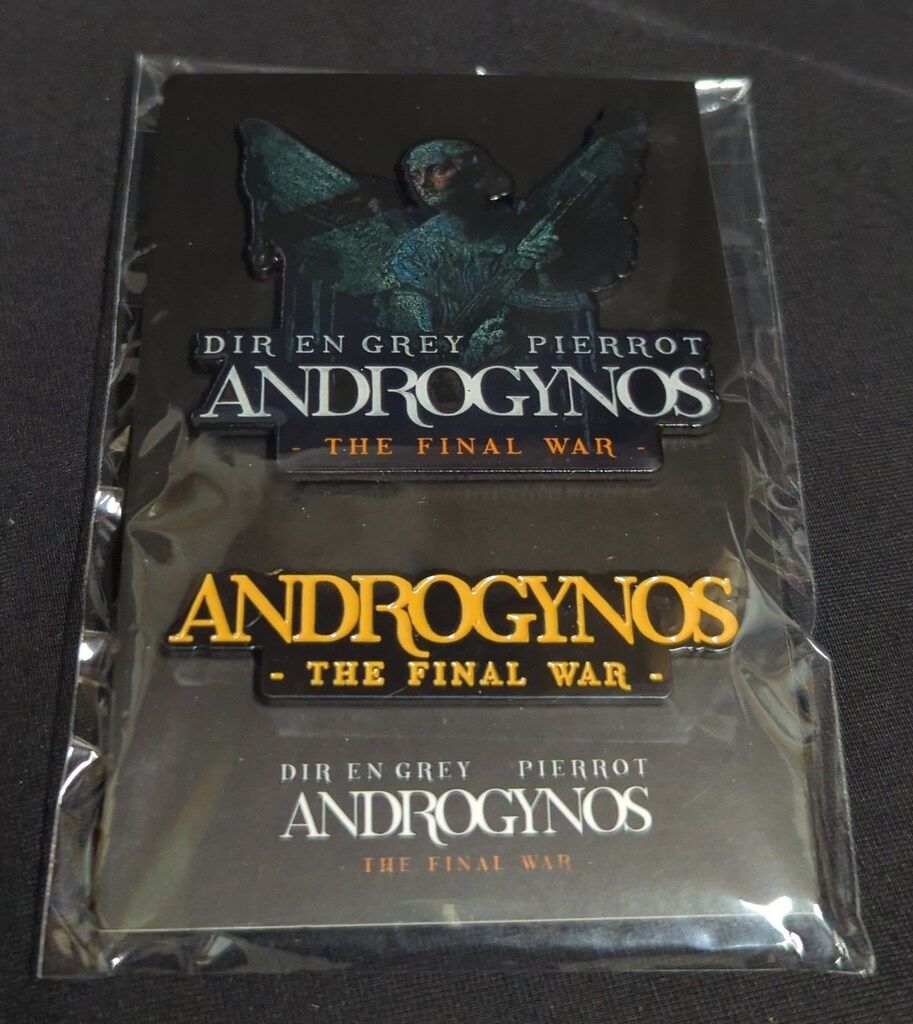 DIR EN GREY PIERROT
ANDROGYNOS
- THE FINAL WAR -
ANDROGYNOS
- THE FINAL WAR -
DIR EN GREY PIERROT
ANDROGYNOS
- THE FINAL WAR -